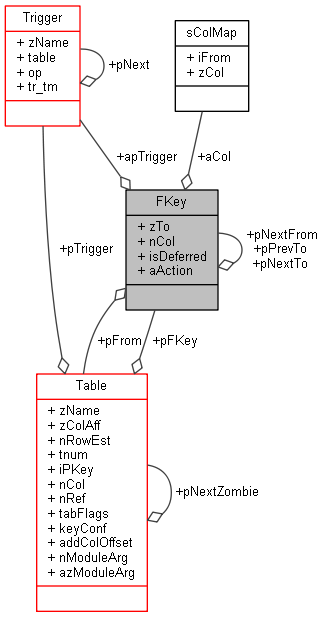 Trigger
+ zName
+ table
+ op
+ tr_tm
+pNext
sColMap
+ iFrom
+ zCol
+apTrigger
+aCol
FKey
+ zTo
+ nCol
+ isDeferred
+ aAction
+pNextFrom
+pPrevTo
+pNextTo
+pTrigger
+pFrom
+pFKey
Table
+ zName
+ zColAff
+ nRowEst
+ tnum
+ iPKey
+ nCol
+ nRef
+ tabFlags
+ keyConf
+ addColOffset
+ nModuleArg
+ azModuleArg
+pNextZombie